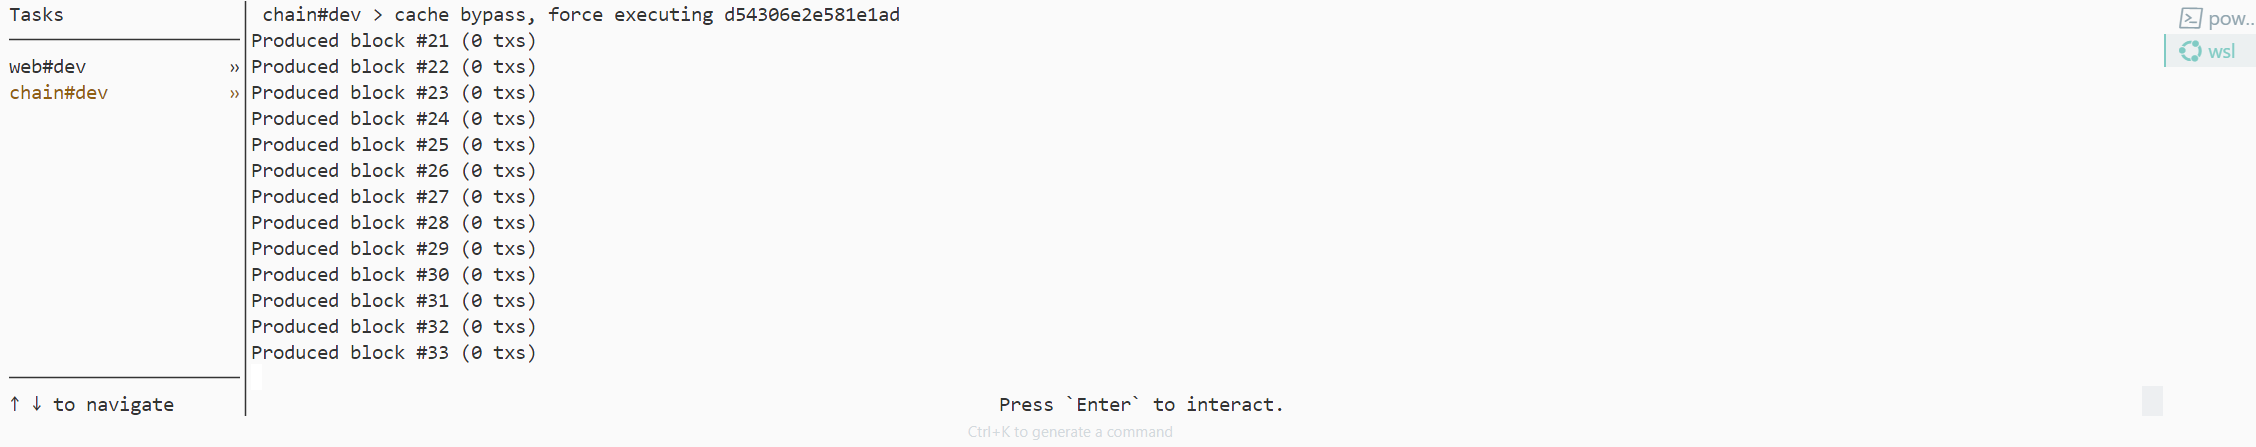 Tasks
web#dev »
chain#dev »
↑ ↓ to navigate
chain#dev > cache bypass, force executing d54306e2e581e1ad
Produced block #21 (0 txs)
Produced block #22 (0 txs)
Produced block #23 (0 txs)
Produced block #24 (0 txs)
Produced block #25 (0 txs)
Produced block #26 (0 txs)
Produced block #27 (0 txs)
Produced block #28 (0 txs)
Produced block #29 (0 txs)
Produced block #30 (0 txs)
Produced block #31 (0 txs)
Produced block #32 (0 txs)
Produced block #33 (0 txs)
Press `Enter` to interact.
Ctrl+K to generate a command
pow...
wsl